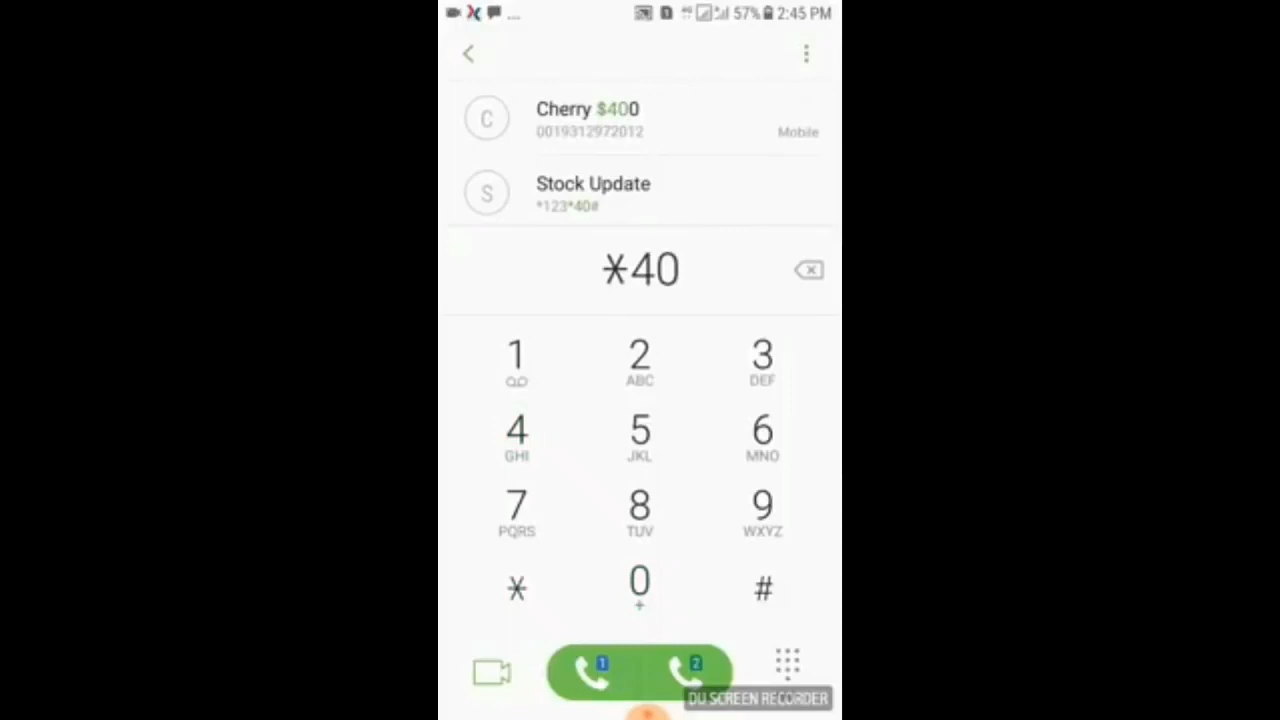 ... 57% 2:45 PM
C Cherry $400
0019312972012 Mobile
S Stock Update
*123*40#
*40
1 2 3
ABC DEF
4 5 6
GHI JKL MNO
7 8 9
PQRS TUV WXYZ
* 0 #
+
1 2
DU SCREEN RECORDER